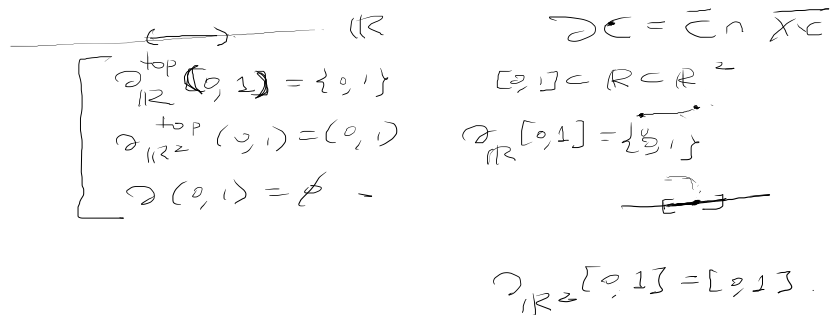 ℝ
∂^top_ℝ (0, 1) = {0, 1}
∂^top_ℝ² (0, 1) = (0, 1)
∂ (0, 1) = ∅ -
∂C = C̅ ∩ \overline{X\C}
[0, 1] ⊂ ℝ ⊂ ℝ²
∂_ℝ [0, 1] = {0, 1}
∂_ℝ² [0, 1] = [0, 1] .